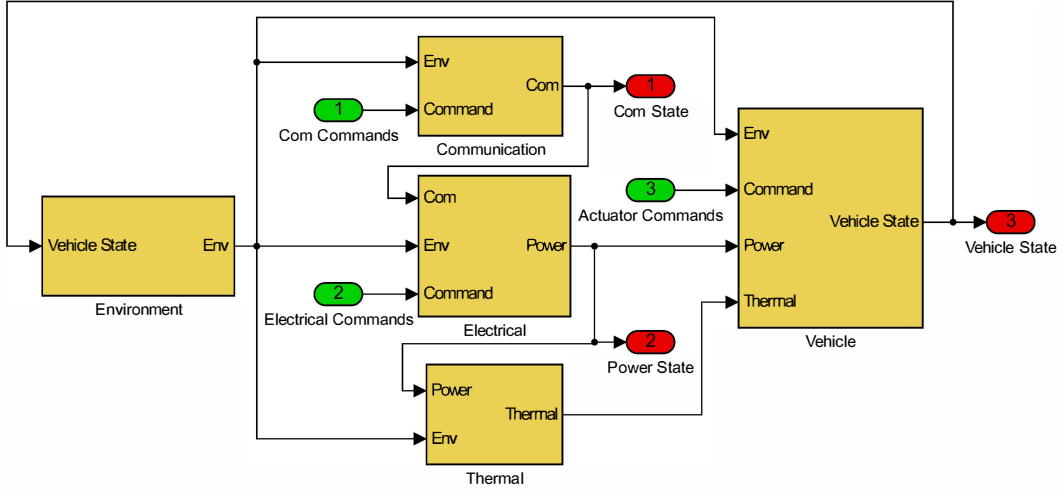 Env
Command
Com
Communication
1
Com Commands
1
Com State
Vehicle State
Env
Environment
Com
Env
Command
Power
Electrical
2
Electrical Commands
2
Power State
Power
Env
Thermal
Thermal
3
Actuator Commands
Env
Command
Power
Thermal
Vehicle State
Vehicle
3
Vehicle State